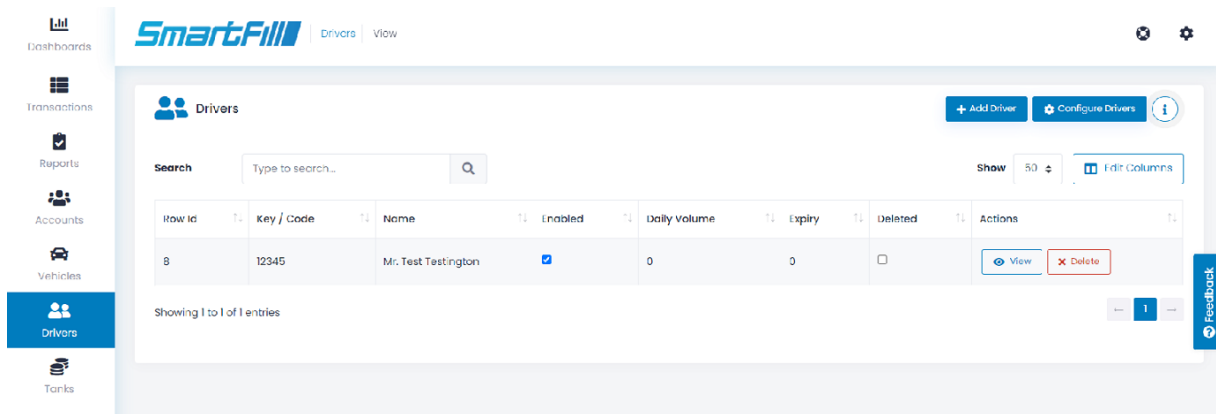 Dashboards
Transactions
Reports
Accounts
Vehicles
Drivers
Tanks
SmartFill
Drivers View
Drivers
Add Driver Configure Drivers i
Search Type to search... Show 50 Edit Columns
Row Id Key / Code Name Enabled Daily Volume Expiry Deleted Actions
8 12345 Mr. Test Testington 0 0 View Delete
Showing 1 to 1 of 1 entries
← 1 →
? Feedback